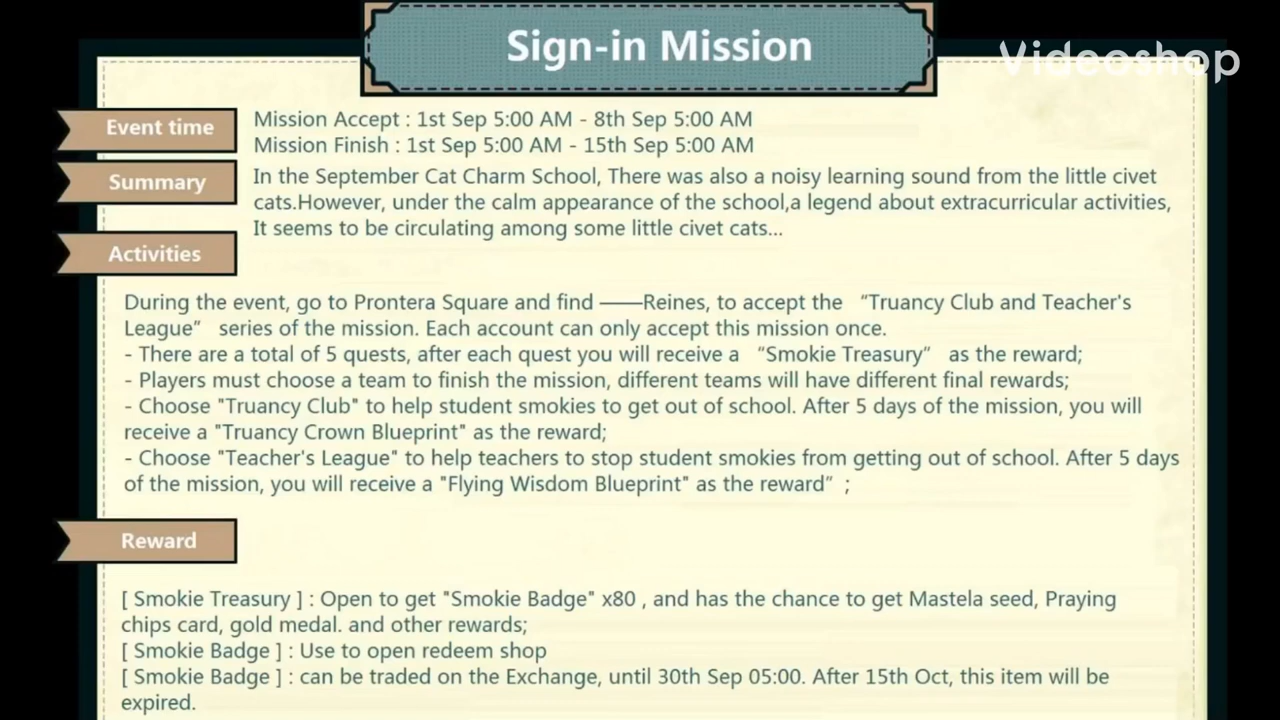 Sign-in Mission
Videoshop
Event time
Mission Accept : 1st Sep 5:00 AM - 8th Sep 5:00 AM
Mission Finish : 1st Sep 5:00 AM - 15th Sep 5:00 AM
Summary
In the September Cat Charm School, There was also a noisy learning sound from the little civet
cats.However, under the calm appearance of the school,a legend about extracurricular activities,
It seems to be circulating among some little civet cats...
Activities
During the event, go to Prontera Square and find ——Reines, to accept the “Truancy Club and Teacher's
League” series of the mission. Each account can only accept this mission once.
- There are a total of 5 quests, after each quest you will receive a “Smokie Treasury” as the reward;
- Players must choose a team to finish the mission, different teams will have different final rewards;
- Choose "Truancy Club" to help student smokies to get out of school. After 5 days of the mission, you will
receive a "Truancy Crown Blueprint" as the reward;
- Choose "Teacher's League" to help teachers to stop student smokies from getting out of school. After 5 days
of the mission, you will receive a "Flying Wisdom Blueprint" as the reward” ;
Reward
[ Smokie Treasury ] : Open to get "Smokie Badge" x80 , and has the chance to get Mastela seed, Praying
chips card, gold medal. and other rewards;
[ Smokie Badge ] : Use to open redeem shop
[ Smokie Badge ] : can be traded on the Exchange, until 30th Sep 05:00. After 15th Oct, this item will be
expired.